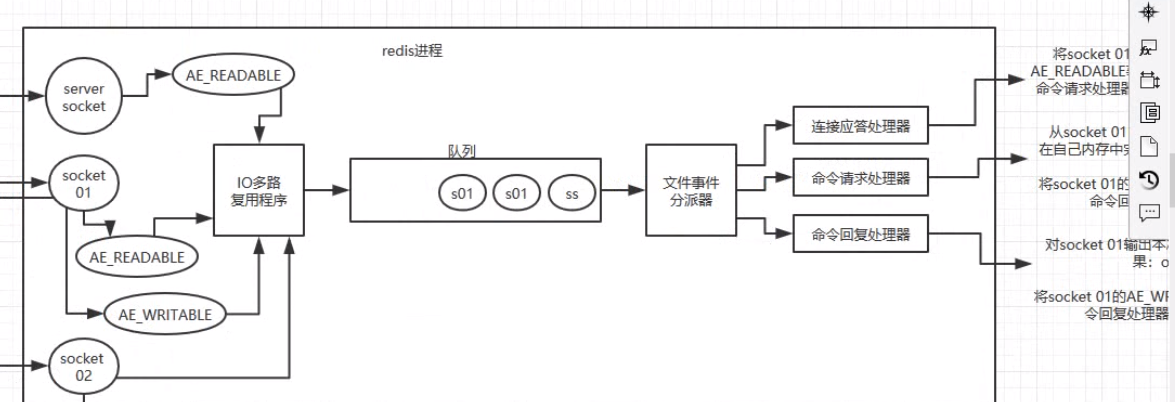 redis进程
server
socket
AE_READABLE
socket
01
AE_READABLE
AE_WRITABLE
socket
02
IO多路
复用程序
队列
s01
s01
ss
文件事件
分派器
连接应答处理器
命令请求处理器
命令回复处理器
将socket 01
AE_READABLE
命令请求处理器
从socket 01
在自己内存中
将socket 01的
命令回
对socket 01输出本
果：o
将socket 01的AE_WR
令回复处理器